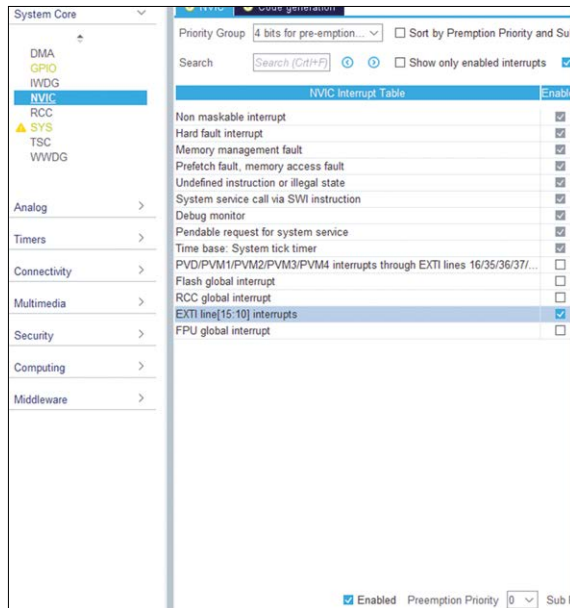 System Core
DMA
GPIO
IWDG
NVIC
RCC
SYS
TSC
WWDG
Analog
Timers
Connectivity
Multimedia
Security
Computing
Middleware
NVIC Code generation
Priority Group 4 bits for pre-emption... Sort by Premption Priority and Su
Search Search (Crtl+F) Show only enabled interrupts
NVIC Interrupt Table Enable
Non maskable interrupt
Hard fault interrupt
Memory management fault
Prefetch fault, memory access fault
Undefined instruction or illegal state
System service call via SWI instruction
Debug monitor
Pendable request for system service
Time base: System tick timer
PVD/PVM1/PVM2/PVM3/PVM4 interrupts through EXTI lines 16/35/36/37/...
Flash global interrupt
RCC global interrupt
EXTI line[15:10] interrupts
FPU global interrupt
Enabled Preemption Priority 0 Sub